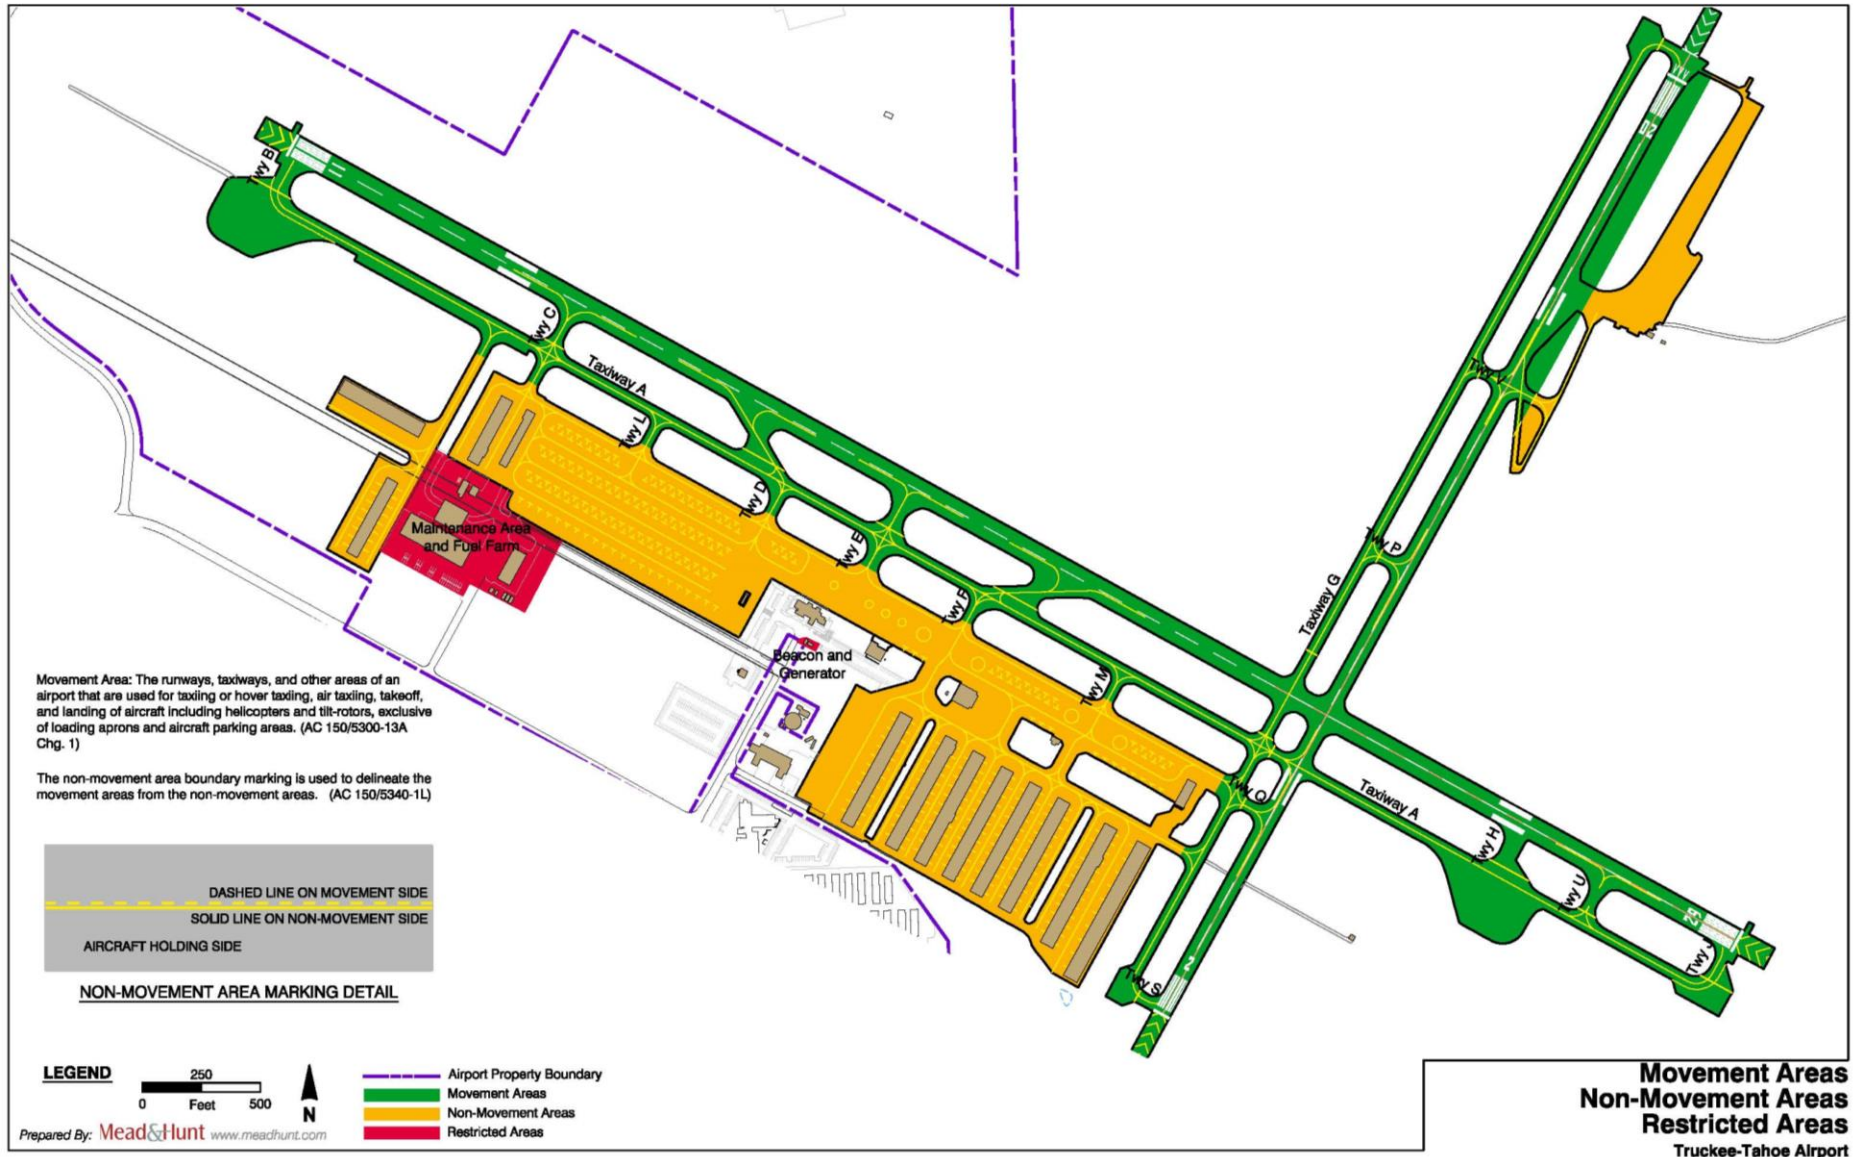 20
Twy B
Twy C
Taxiway A
Twy L
Twy V
Twy D
Twy E
Twy P
Maintenance Area
and Fuel Farm
Twy F
Taxiway G
Beacon and
Generator
Twy M
Movement Area: The runways, taxiways, and other areas of an
airport that are used for taxiing or hover taxiing, air taxiing, takeoff,
and landing of aircraft including helicopters and tilt-rotors, exclusive
of loading aprons and aircraft parking areas. (AC 150/5300-13A
Chg. 1)
The non-movement area boundary marking is used to delineate the
movement areas from the non-movement areas. (AC 150/5340-1L)
Twy Q
Taxiway A
Twy H
Twy U
29
Twy J
2
Twy S
DASHED LINE ON MOVEMENT SIDE
SOLID LINE ON NON-MOVEMENT SIDE
AIRCRAFT HOLDING SIDE
NON-MOVEMENT AREA MARKING DETAIL
LEGEND
250
0 Feet 500
N
Airport Property Boundary
Movement Areas
Non-Movement Areas
Restricted Areas
Prepared By: Mead&Hunt www.meadhunt.com
Movement Areas
Non-Movement Areas
Restricted Areas
Truckee-Tahoe Airport